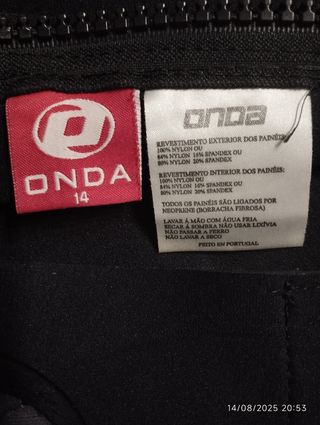 ONDA
14
ONDA
REVESTIMENTO EXTERIOR DOS PAINÉIS:
100% NYLON OU
84% NYLON 16% SPANDEX OU
80% NYLON 20% SPANDEX
REVESTIMENTO INTERIOR DOS PAINÉIS:
100% NYLON OU
84% NYLON 16% SPANDEX OU
80% NYLON 20% SPANDEX
TODOS OS PAINÉIS SÃO LIGADOS POR
NEOPRENE (BORRACHA FIBROSA)
LAVAR À MÃO COM ÁGUA FRIA
SECAR À SOMBRA NÃO USAR LIXÍVIA
NÃO PASSAR A FERRO
NÃO LAVAR A SECO
FEITO EN PORTUGAL
14/08/2025 20:53